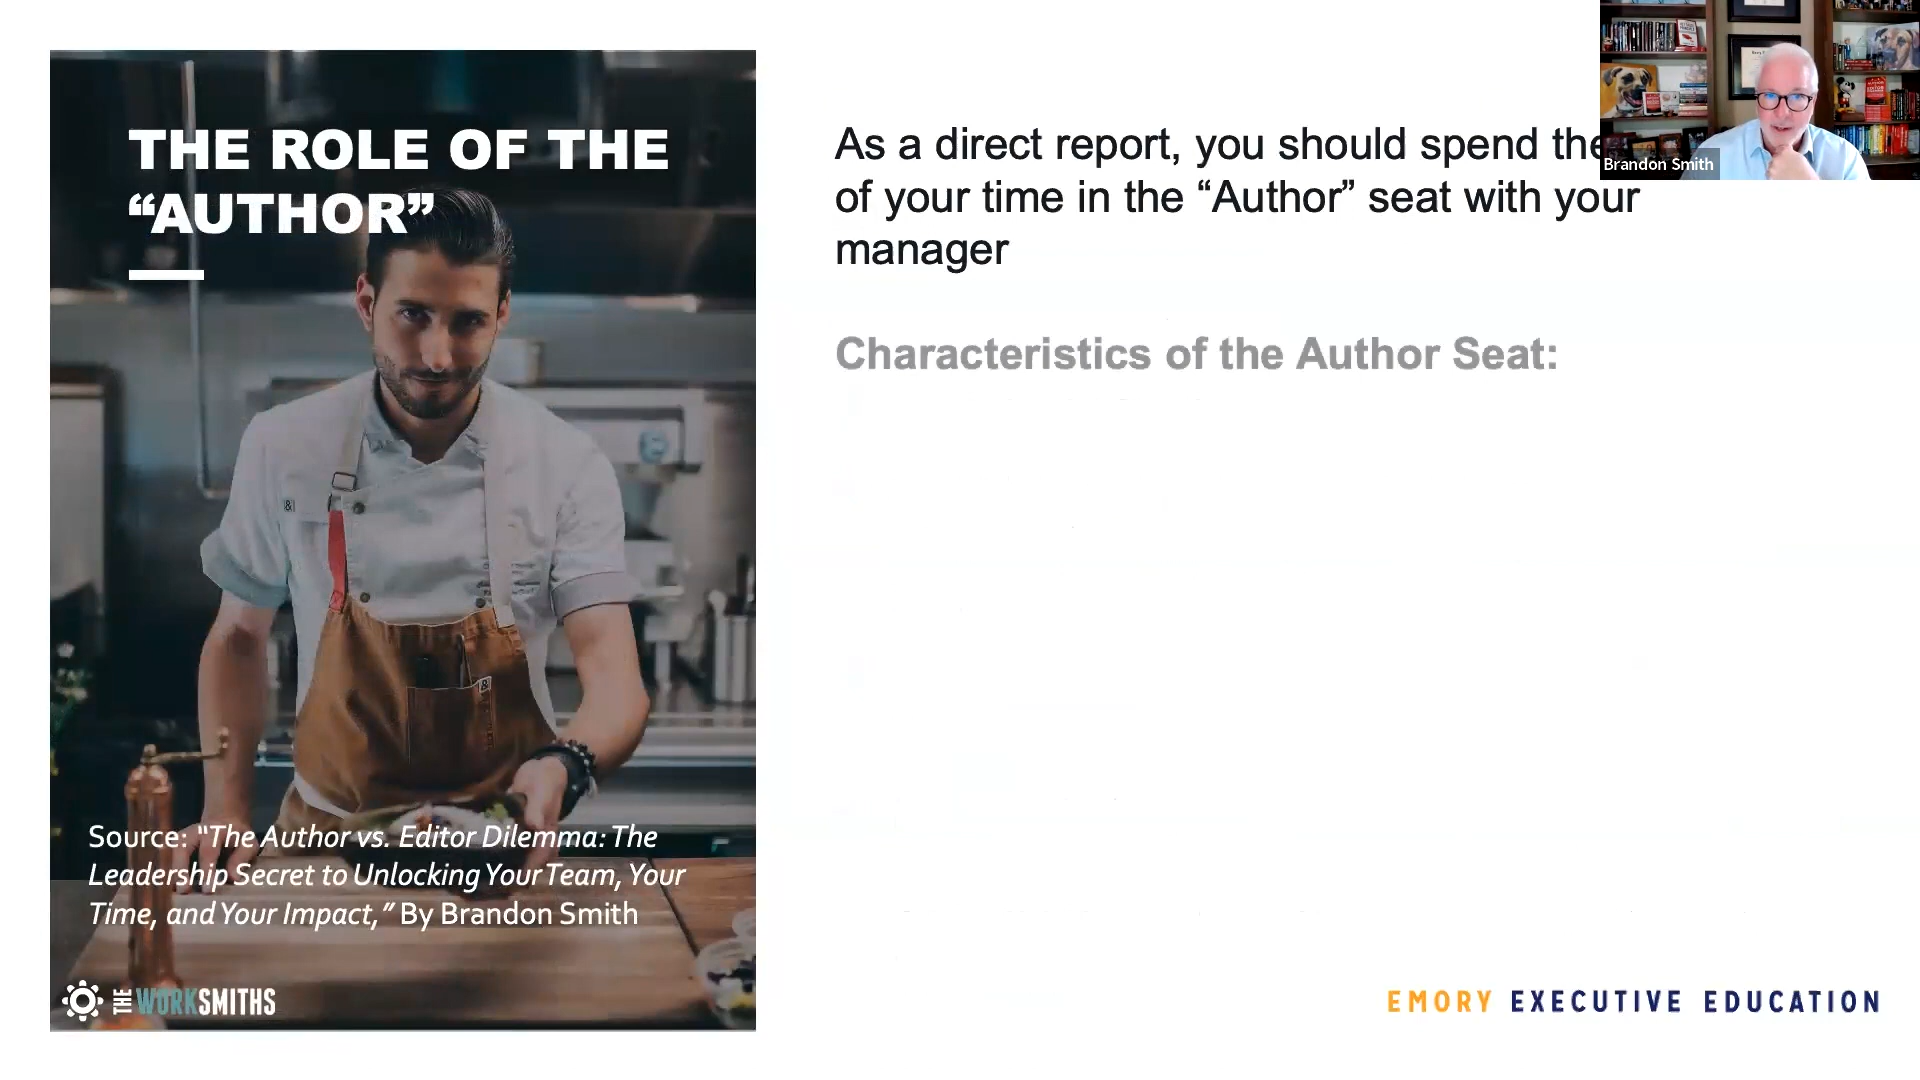 THE ROLE OF THE
“AUTHOR”
Source: “The Author vs. Editor Dilemma: The
Leadership Secret to Unlocking Your Team, Your
Time, and Your Impact,” By Brandon Smith
THE WORKSMITHS
As a direct report, you should spend the
of your time in the “Author” seat with your
manager
Characteristics of the Author Seat:
Brandon Smith
EMORY EXECUTIVE EDUCATION